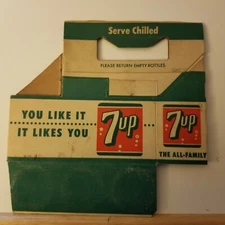 Serve Chilled
PLEASE RETURN EMPTY BOTTLES
YOU LIKE IT
IT LIKES YOU
7up
7up
THE ALL-FAMILY